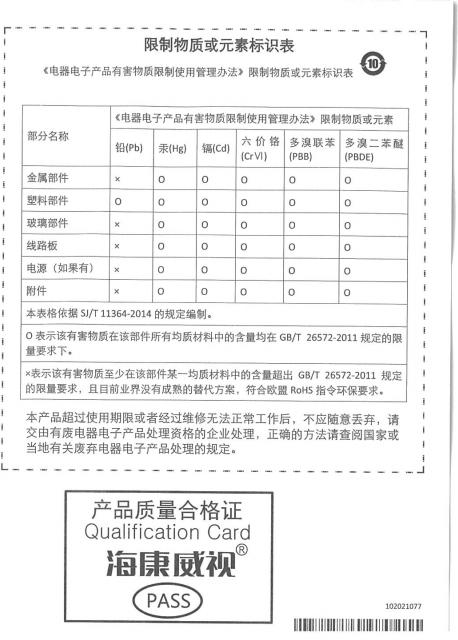 限制物质或元素标识表
《电器电子产品有害物质限制使用管理办法》限制物质或元素标识表
10
部分名称
《电器电子产品有害物质限制使用管理办法》限制物质或元素
铅(Pb) 汞(Hg) 镉(Cd) 六价铬(CrⅥ) 多溴联苯(PBB) 多溴二苯醚(PBDE)
金属部件 × O O O O O
塑料部件 O O O O O O
玻璃部件 × O O O O O
线路板 × O O O O O
电源（如果有） × O O O O O
附件 × O O O O O
本表格依据 SJ/T 11364-2014 的规定编制。
O 表示该有害物质在该部件所有均质材料中的含量均在 GB/T 26572-2011 规定的限
量要求下。
×表示该有害物质至少在该部件某一均质材料中的含量超出 GB/T 26572-2011 规定
的限量要求，且目前业界没有成熟的替代方案，符合欧盟 RoHS 指令环保要求。
本产品超过使用期限或者经过维修无法正常工作后，不应随意丢弃，请
交由有废电器电子产品处理资格的企业处理，正确的方法请查阅国家或
当地有关废弃电器电子产品处理的规定。
产品质量合格证
Qualification Card
海康威视®
PASS
102021077